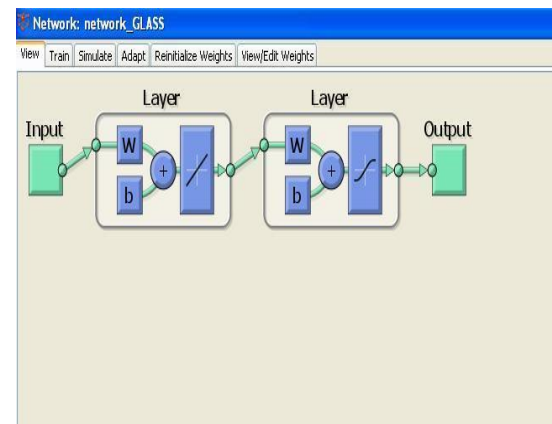 Network: network_GLASS
View Train Simulate Adapt Reinitialize Weights View/Edit Weights
Layer Layer
Input Output
W W
+ +
b b